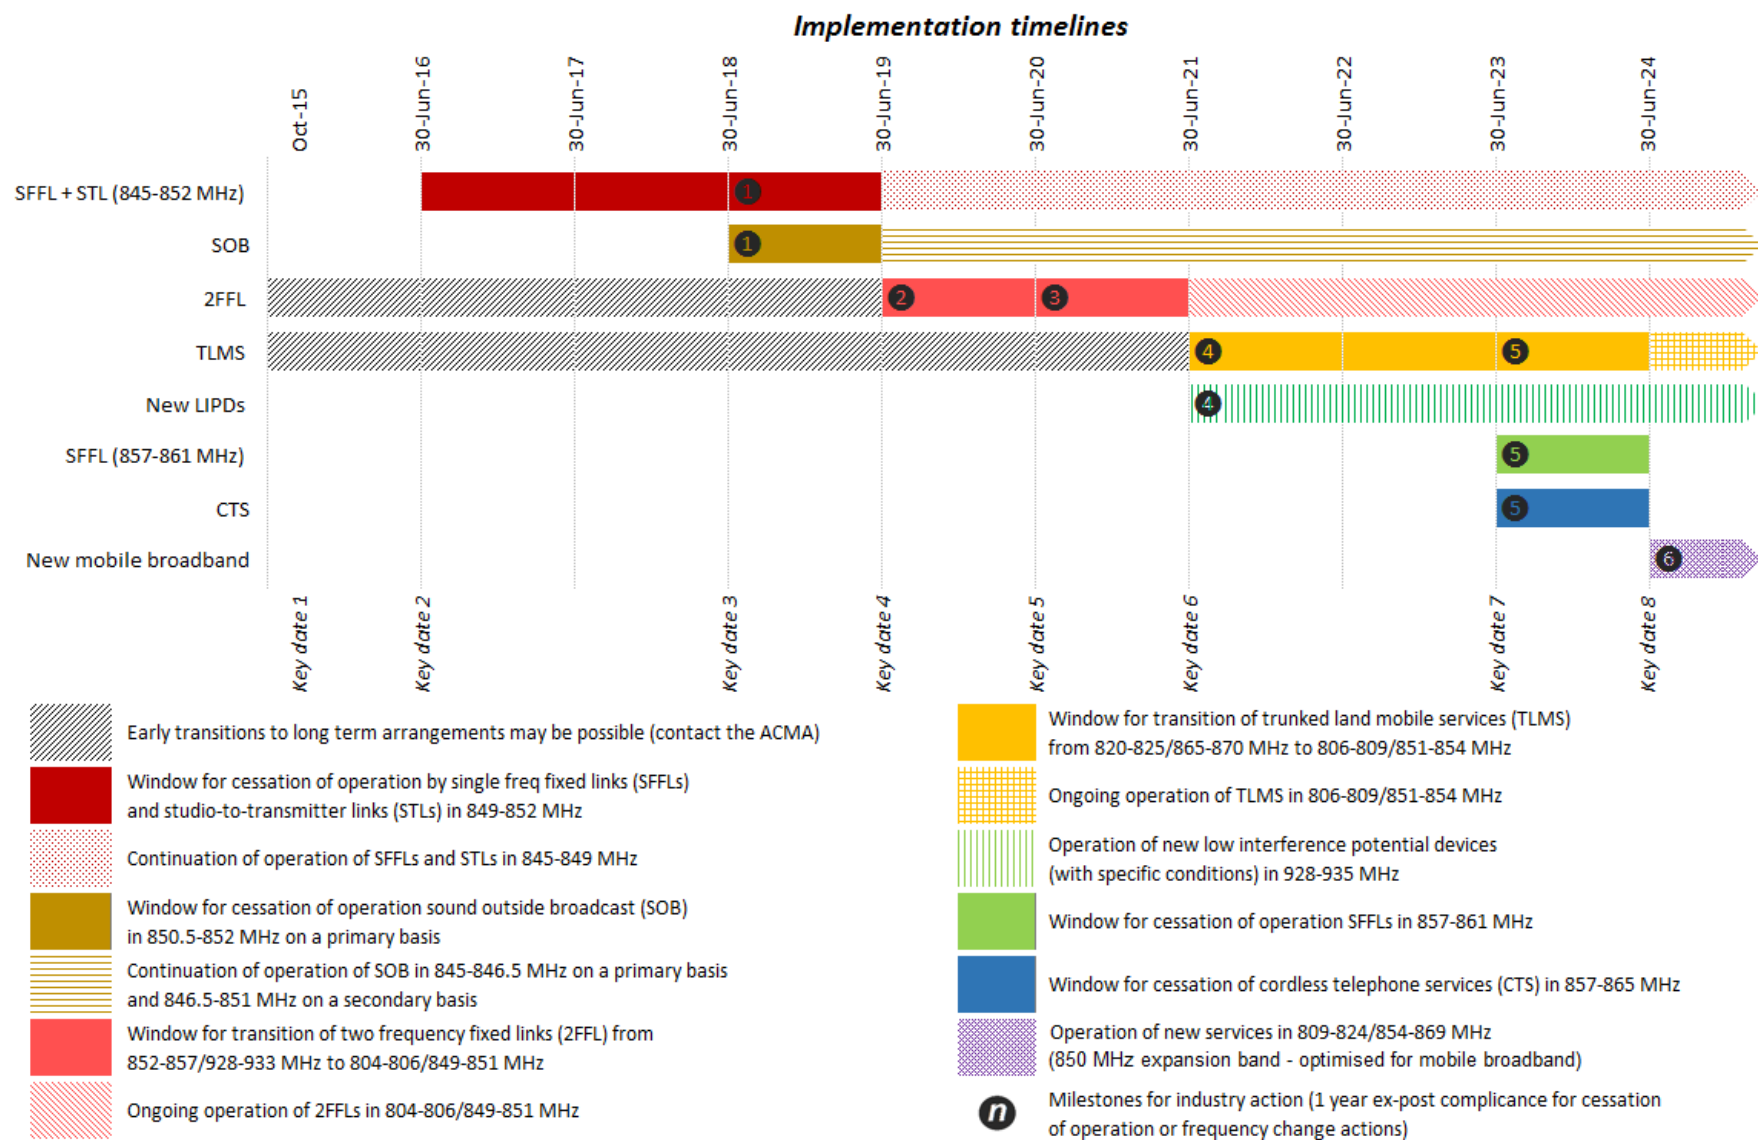 Implementation timelines
Oct-15
30-Jun-16
30-Jun-17
30-Jun-18
30-Jun-19
30-Jun-20
30-Jun-21
30-Jun-22
30-Jun-23
30-Jun-24
SFFL + STL (845-852 MHz)
1
SOB
1
2FFL
2
3
TLMS
4
5
New LIPDs
4
SFFL (857-861 MHz)
5
CTS
5
New mobile broadband
6
Key date 1
Key date 2
Key date 3
Key date 4
Key date 5
Key date 6
Key date 7
Key date 8
Early transitions to long term arrangements may be possible (contact the ACMA)
Window for cessation of operation by single freq fixed links (SFFLs)
and studio-to-transmitter links (STLs) in 849-852 MHz
Continuation of operation of SFFLs and STLs in 845-849 MHz
Window for cessation of operation sound outside broadcast (SOB)
in 850.5-852 MHz on a primary basis
Continuation of operation of SOB in 845-846.5 MHz on a primary basis
and 846.5-851 MHz on a secondary basis
Window for transition of two frequency fixed links (2FFL) from
852-857/928-933 MHz to 804-806/849-851 MHz
Ongoing operation of 2FFLs in 804-806/849-851 MHz
Window for transition of trunked land mobile services (TLMS)
from 820-825/865-870 MHz to 806-809/851-854 MHz
Ongoing operation of TLMS in 806-809/851-854 MHz
Operation of new low interference potential devices
(with specific conditions) in 928-935 MHz
Window for cessation of operation SFFLs in 857-861 MHz
Window for cessation of cordless telephone services (CTS) in 857-865 MHz
Operation of new services in 809-824/854-869 MHz
(850 MHz expansion band - optimised for mobile broadband)
n
Milestones for industry action (1 year ex-post complicance for cessation
of operation or frequency change actions)